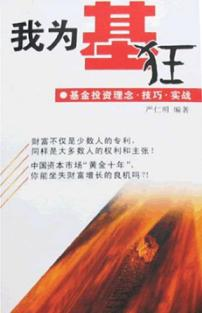 我为基狂
●基金投资理念·技巧·实战
严仁明 编著
财富不仅是少数人的专利，
同样是大多数人的权利和主张！
中国资本市场“黄金十年”，
你能坐失财富增长的良机吗?!